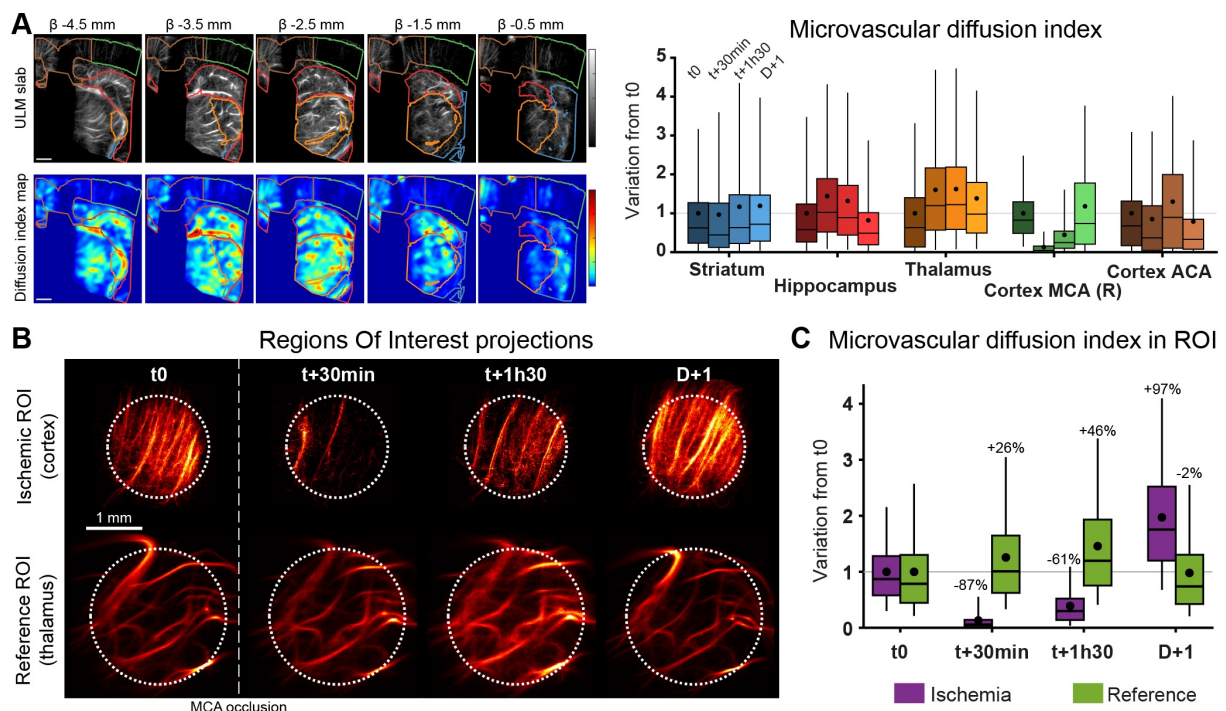 A
β -4.5 mm
β -3.5 mm
β -2.5 mm
β -1.5 mm
β -0.5 mm
ULM slab
Diffusion index map
Microvascular diffusion index
Variation from t0
5
4
3
2
1
0
t0
t+30min
t+1h30
D+1
Striatum
Hippocampus
Thalamus
Cortex MCA (R)
Cortex ACA
B
Regions Of Interest projections
t0
t+30min
t+1h30
D+1
Ischemic ROI
(cortex)
1 mm
Reference ROI
(thalamus)
MCA occlusion
C
Microvascular diffusion index in ROI
Variation from t0
4
3
2
1
0
-87%
+26%
-61%
+46%
+97%
-2%
t0
t+30min
t+1h30
D+1
Ischemia
Reference